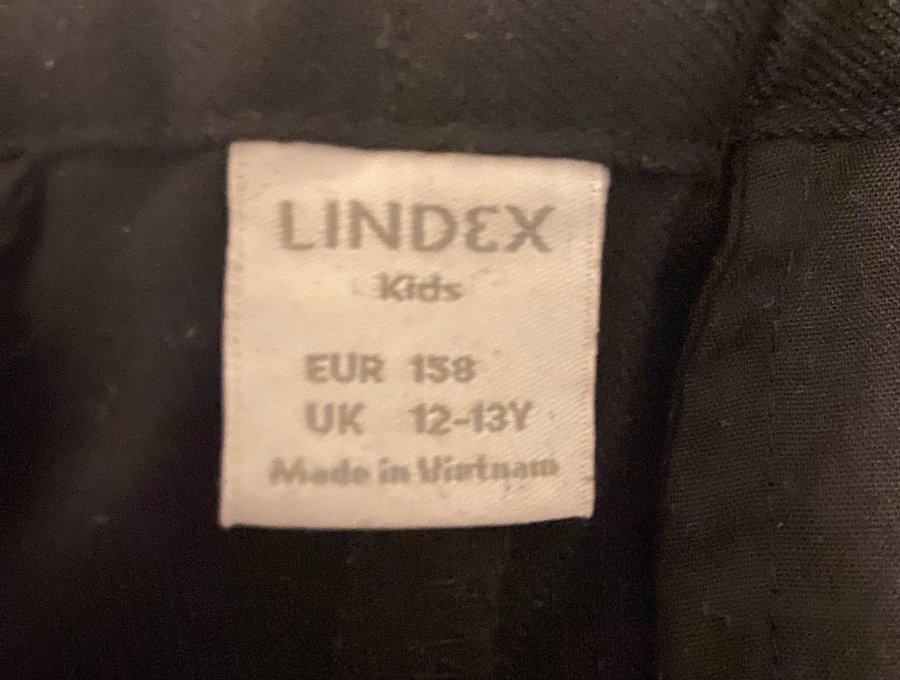 LINDEX
Kids
EUR 158
UK 12-13Y
Made in Vietnam